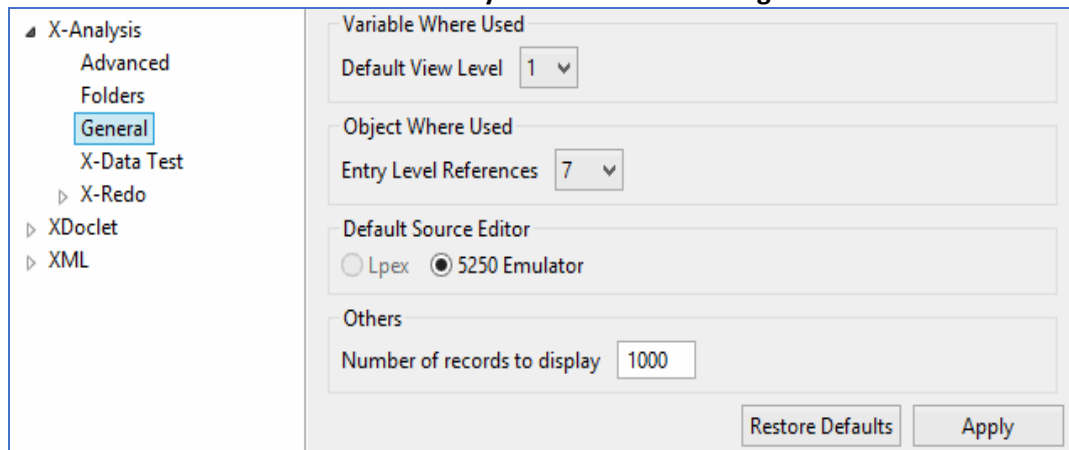 X-Analysis
Advanced
Folders
General
X-Data Test
X-Redo
XDoclet
XML
Variable Where Used
Default View Level 1
Object Where Used
Entry Level References 7
Default Source Editor
Lpex 5250 Emulator
Others
Number of records to display 1000
Restore Defaults Apply